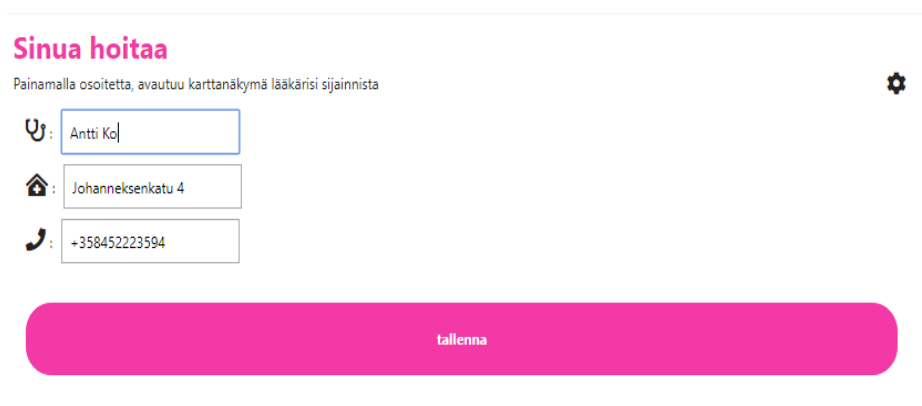 Sinua hoitaa
Painamalla osoitetta, avautuu karttanäkymä lääkärisi sijainnista
: Antti Ko
: Johanneksenkatu 4
: +358452223594
tallenna